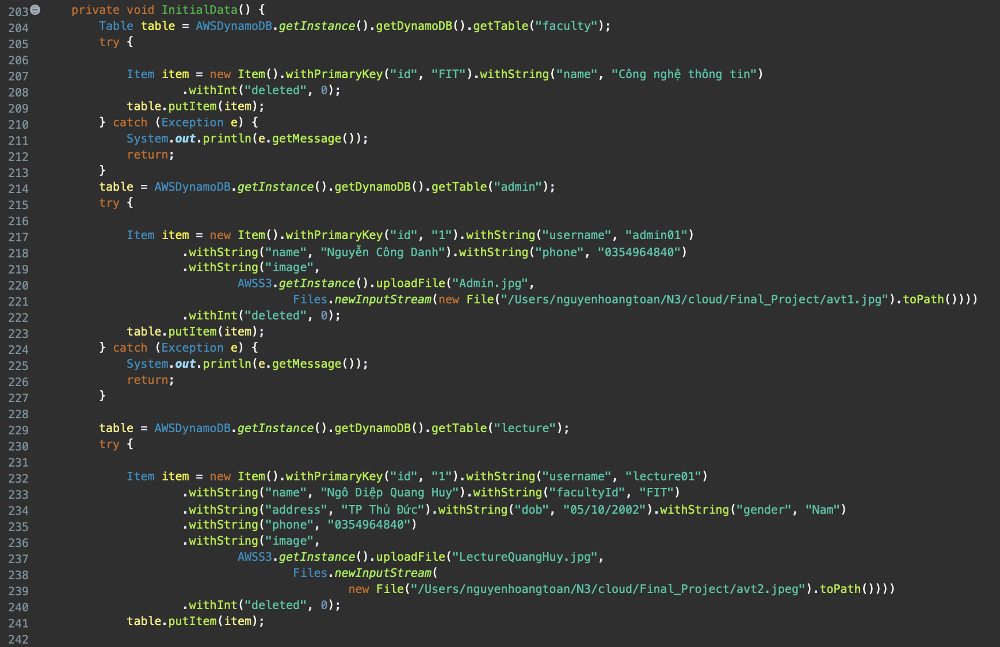 203 private void InitialData() {
204 Table table = AWSDynamoDB.getInstance().getDynamoDB().getTable("faculty");
205 try {
206
207 Item item = new Item().withPrimaryKey("id", "FIT").withString("name", "Công nghệ thông tin")
208 .withInt("deleted", 0);
209 table.putItem(item);
210 } catch (Exception e) {
211 System.out.println(e.getMessage());
212 return;
213 }
214 table = AWSDynamoDB.getInstance().getDynamoDB().getTable("admin");
215 try {
216
217 Item item = new Item().withPrimaryKey("id", "1").withString("username", "admin01")
218 .withString("name", "Nguyễn Công Danh").withString("phone", "0354964840")
219 .withString("image",
220 AWSS3.getInstance().uploadFile("Admin.jpg",
221 Files.newInputStream(new File("/Users/nguyenhoangtoan/N3/cloud/Final_Project/avt1.jpg").toPath())))
222 .withInt("deleted", 0);
223 table.putItem(item);
224 } catch (Exception e) {
225 System.out.println(e.getMessage());
226 return;
227 }
228
229 table = AWSDynamoDB.getInstance().getDynamoDB().getTable("lecture");
230 try {
231
232 Item item = new Item().withPrimaryKey("id", "1").withString("username", "lecture01")
233 .withString("name", "Ngô Diệp Quang Huy").withString("facultyId", "FIT")
234 .withString("address", "TP Thủ Đức").withString("dob", "05/10/2002").withString("gender", "Nam")
235 .withString("phone", "0354964840")
236 .withString("image",
237 AWSS3.getInstance().uploadFile("LectureQuangHuy.jpg",
238 Files.newInputStream(
239 new File("/Users/nguyenhoangtoan/N3/cloud/Final_Project/avt2.jpeg").toPath())))
240 .withInt("deleted", 0);
241 table.putItem(item);
242